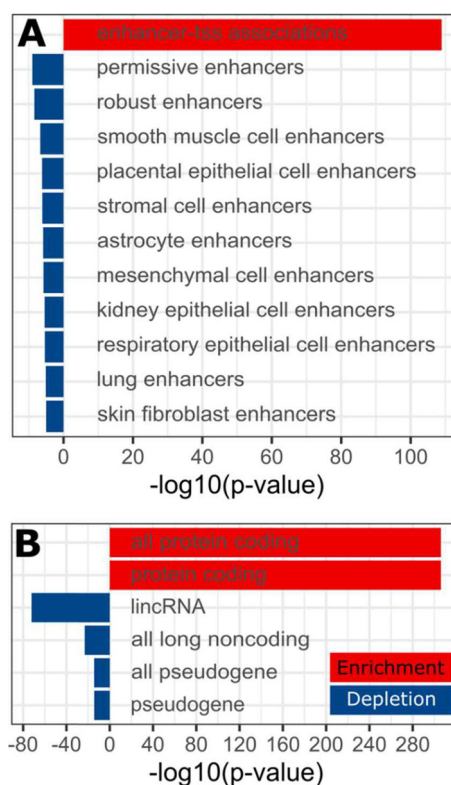 A
enhancer-tss associations
permissive enhancers
robust enhancers
smooth muscle cell enhancers
placental epithelial cell enhancers
stromal cell enhancers
astrocyte enhancers
mesenchymal cell enhancers
kidney epithelial cell enhancers
respiratory epithelial cell enhancers
lung enhancers
skin fibroblast enhancers
0 20 40 60 80 100
-log10(p-value)
B
all protein coding
protein coding
lincRNA
all long noncoding
all pseudogene
pseudogene
Enrichment
Depletion
-80 -40 0 40 80 120 160 200 240 280
-log10(p-value)